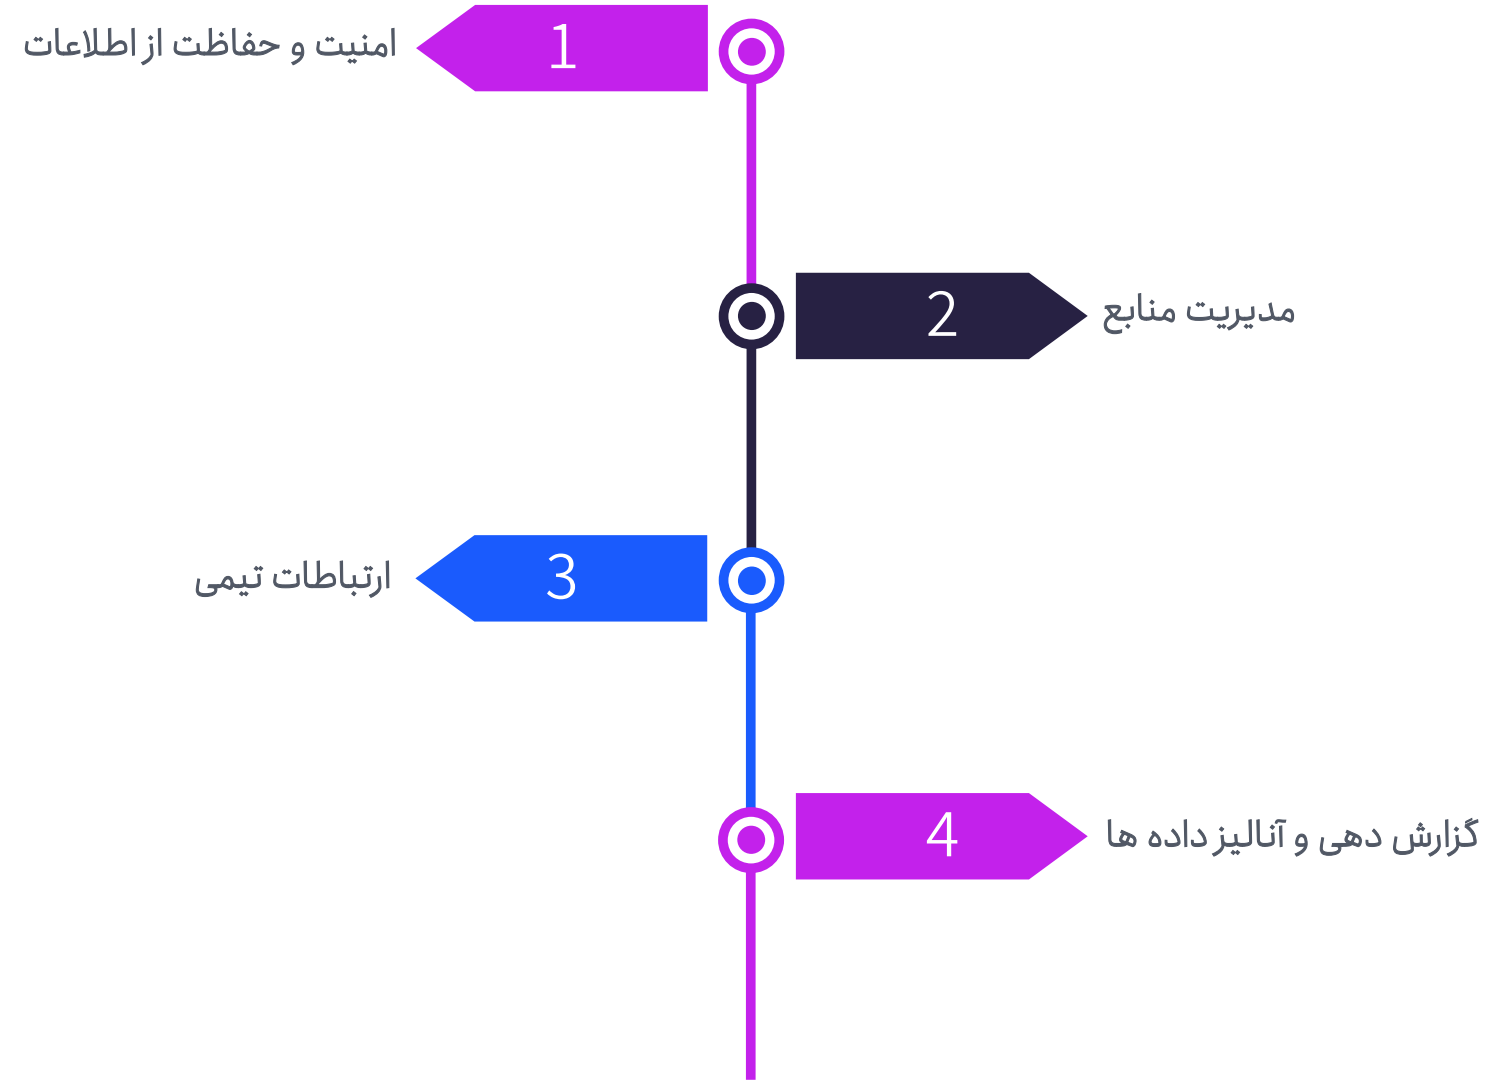 1
امنیت و حفاظت از اطلاعات
2
مدیریت منابع
3
ارتباطات تیمی
4
گزارش دهی و آنالیز داده ها